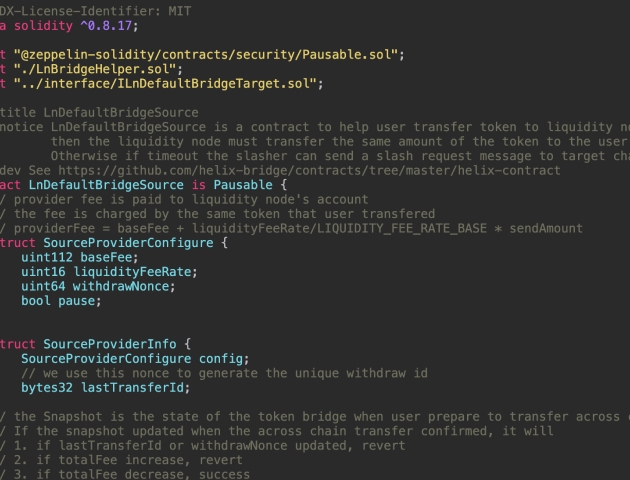 DX-License-Identifier: MIT
a solidity ^0.8.17;
t "@zeppelin-solidity/contracts/security/Pausable.sol";
t "./LnBridgeHelper.sol";
t "../interface/ILnDefaultBridgeTarget.sol";
title LnDefaultBridgeSource
notice LnDefaultBridgeSource is a contract to help user transfer token to liquidity no
then the liquidity node must transfer the same amount of the token to the user
Otherwise if timeout the slasher can send a slash request message to target cha
dev See https://github.com/helix-bridge/contracts/tree/master/helix-contract
act LnDefaultBridgeSource is Pausable {
/ provider fee is paid to liquidity node's account
/ the fee is charged by the same token that user transfered
/ providerFee = baseFee + liquidityFeeRate/LIQUIDITY_FEE_RATE_BASE * sendAmount
truct SourceProviderConfigure {
uint112 baseFee;
uint16 liquidityFeeRate;
uint64 withdrawNonce;
bool pause;
truct SourceProviderInfo {
SourceProviderConfigure config;
// we use this nonce to generate the unique withdraw id
bytes32 lastTransferId;
/ the Snapshot is the state of the token bridge when user prepare to transfer across
/ If the snapshot updated when the across chain transfer confirmed, it will
/ 1. if lastTransferId or withdrawNonce updated, revert
/ 2. if totalFee increase, revert
/ 3. if totalFee decrease, success